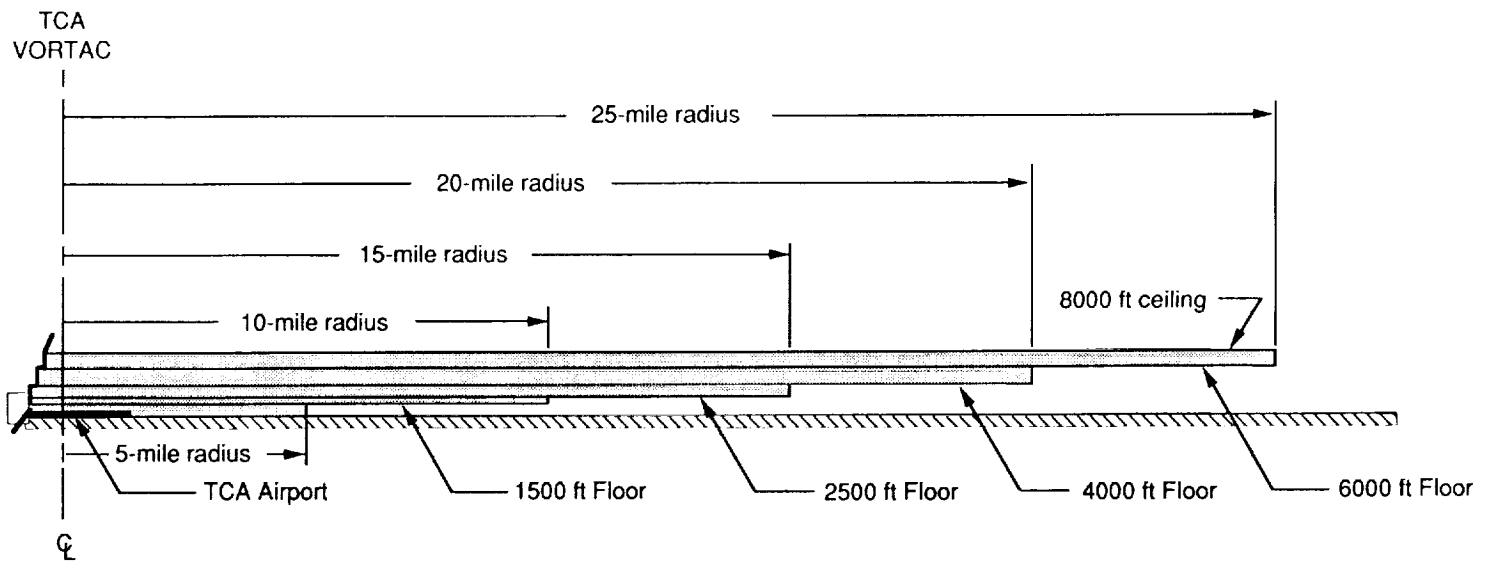 TCA
VORTAC
25-mile radius
20-mile radius
15-mile radius
8000 ft ceiling
10-mile radius
5-mile radius
TCA Airport
1500 ft Floor
2500 ft Floor
4000 ft Floor
6000 ft Floor
℄